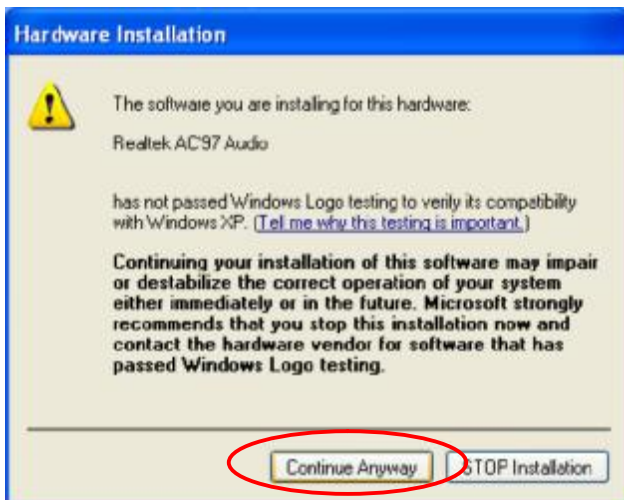 Hardware Installation
The software you are installing for this hardware:
Realtek AC'97 Audio
has not passed Windows Logo testing to verify its compatibility
with Windows XP. (Tell me why this testing is important.)
Continuing your installation of this software may impair
or destabilize the correct operation of your system
either immediately or in the future. Microsoft strongly
recommends that you stop this installation now and
contact the hardware vendor for software that has
passed Windows Logo testing.
Continue Anyway STOP Installation